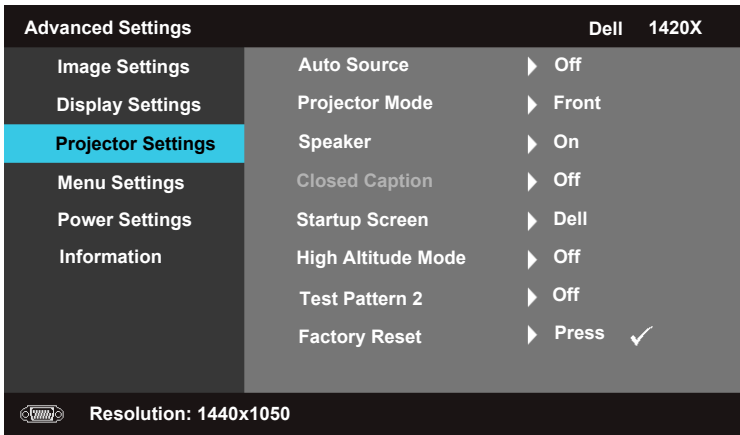 Advanced Settings Dell 1420X
Image Settings
Display Settings
Projector Settings
Menu Settings
Power Settings
Information
Auto Source Off
Projector Mode Front
Speaker On
Closed Caption Off
Startup Screen Dell
High Altitude Mode Off
Test Pattern 2 Off
Factory Reset Press
Resolution: 1440x1050